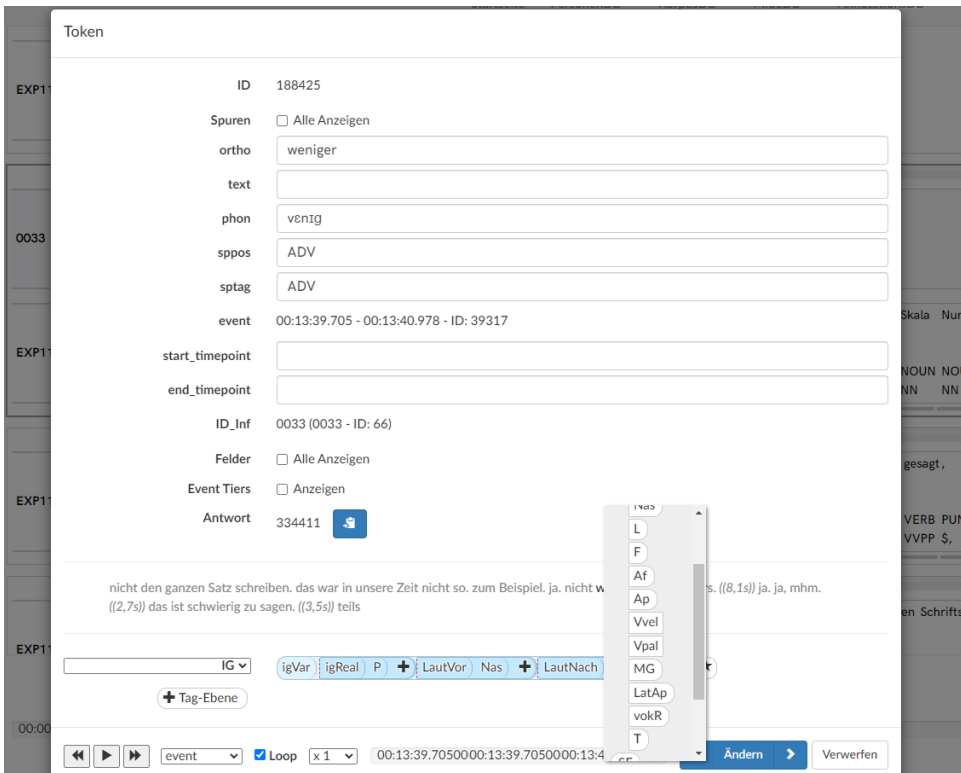 Token
ID 188425
EXP11
Spuren Alle Anzeigen
ortho weniger
text
phon vɛnɪg
0033
sppos ADV
sptag ADV
event 00:13:39.705 - 00:13:40.978 - ID: 39317
Skala Nur
EXP11
start_timepoint
NOUN NOU
end_timepoint
NN NN
ID_Inf 0033 (0033 - ID: 66)
Felder Alle Anzeigen
gesagt,
Event Tiers Anzeigen
EXP11
Antwort 334411
Nas
VERB PUN
L
VVPP $,
F
Af
nicht den ganzen Satz schreiben. das war in unsere Zeit nicht so. zum Beispiel. ja. nicht w rs. ((8,1s)) ja. ja, mhm.
Ap
((2,7s)) das ist schwierig zu sagen. ((3,5s)) teils
en Schrifts
Vvel
Vpal
EXP11
IG igVar igReal P LautVor Nas LautNach
MG
+ Tag-Ebene
LatAp
vokR
00:00
T
event Loop x 1 00:13:39.705000:13:39.705000:13:4
Ändern
Verwerfen